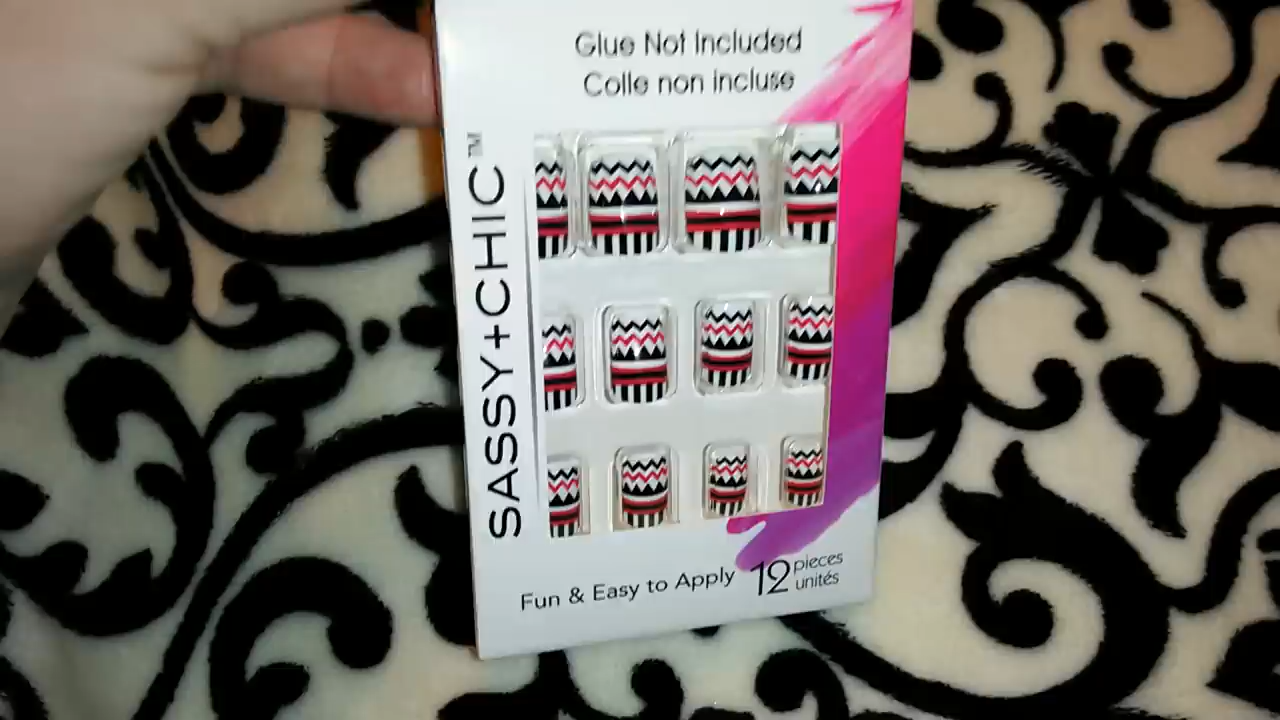 Glue Not Included
Colle non incluse
SASSY+CHIC™
Fun & Easy to Apply
12 pieces
unités